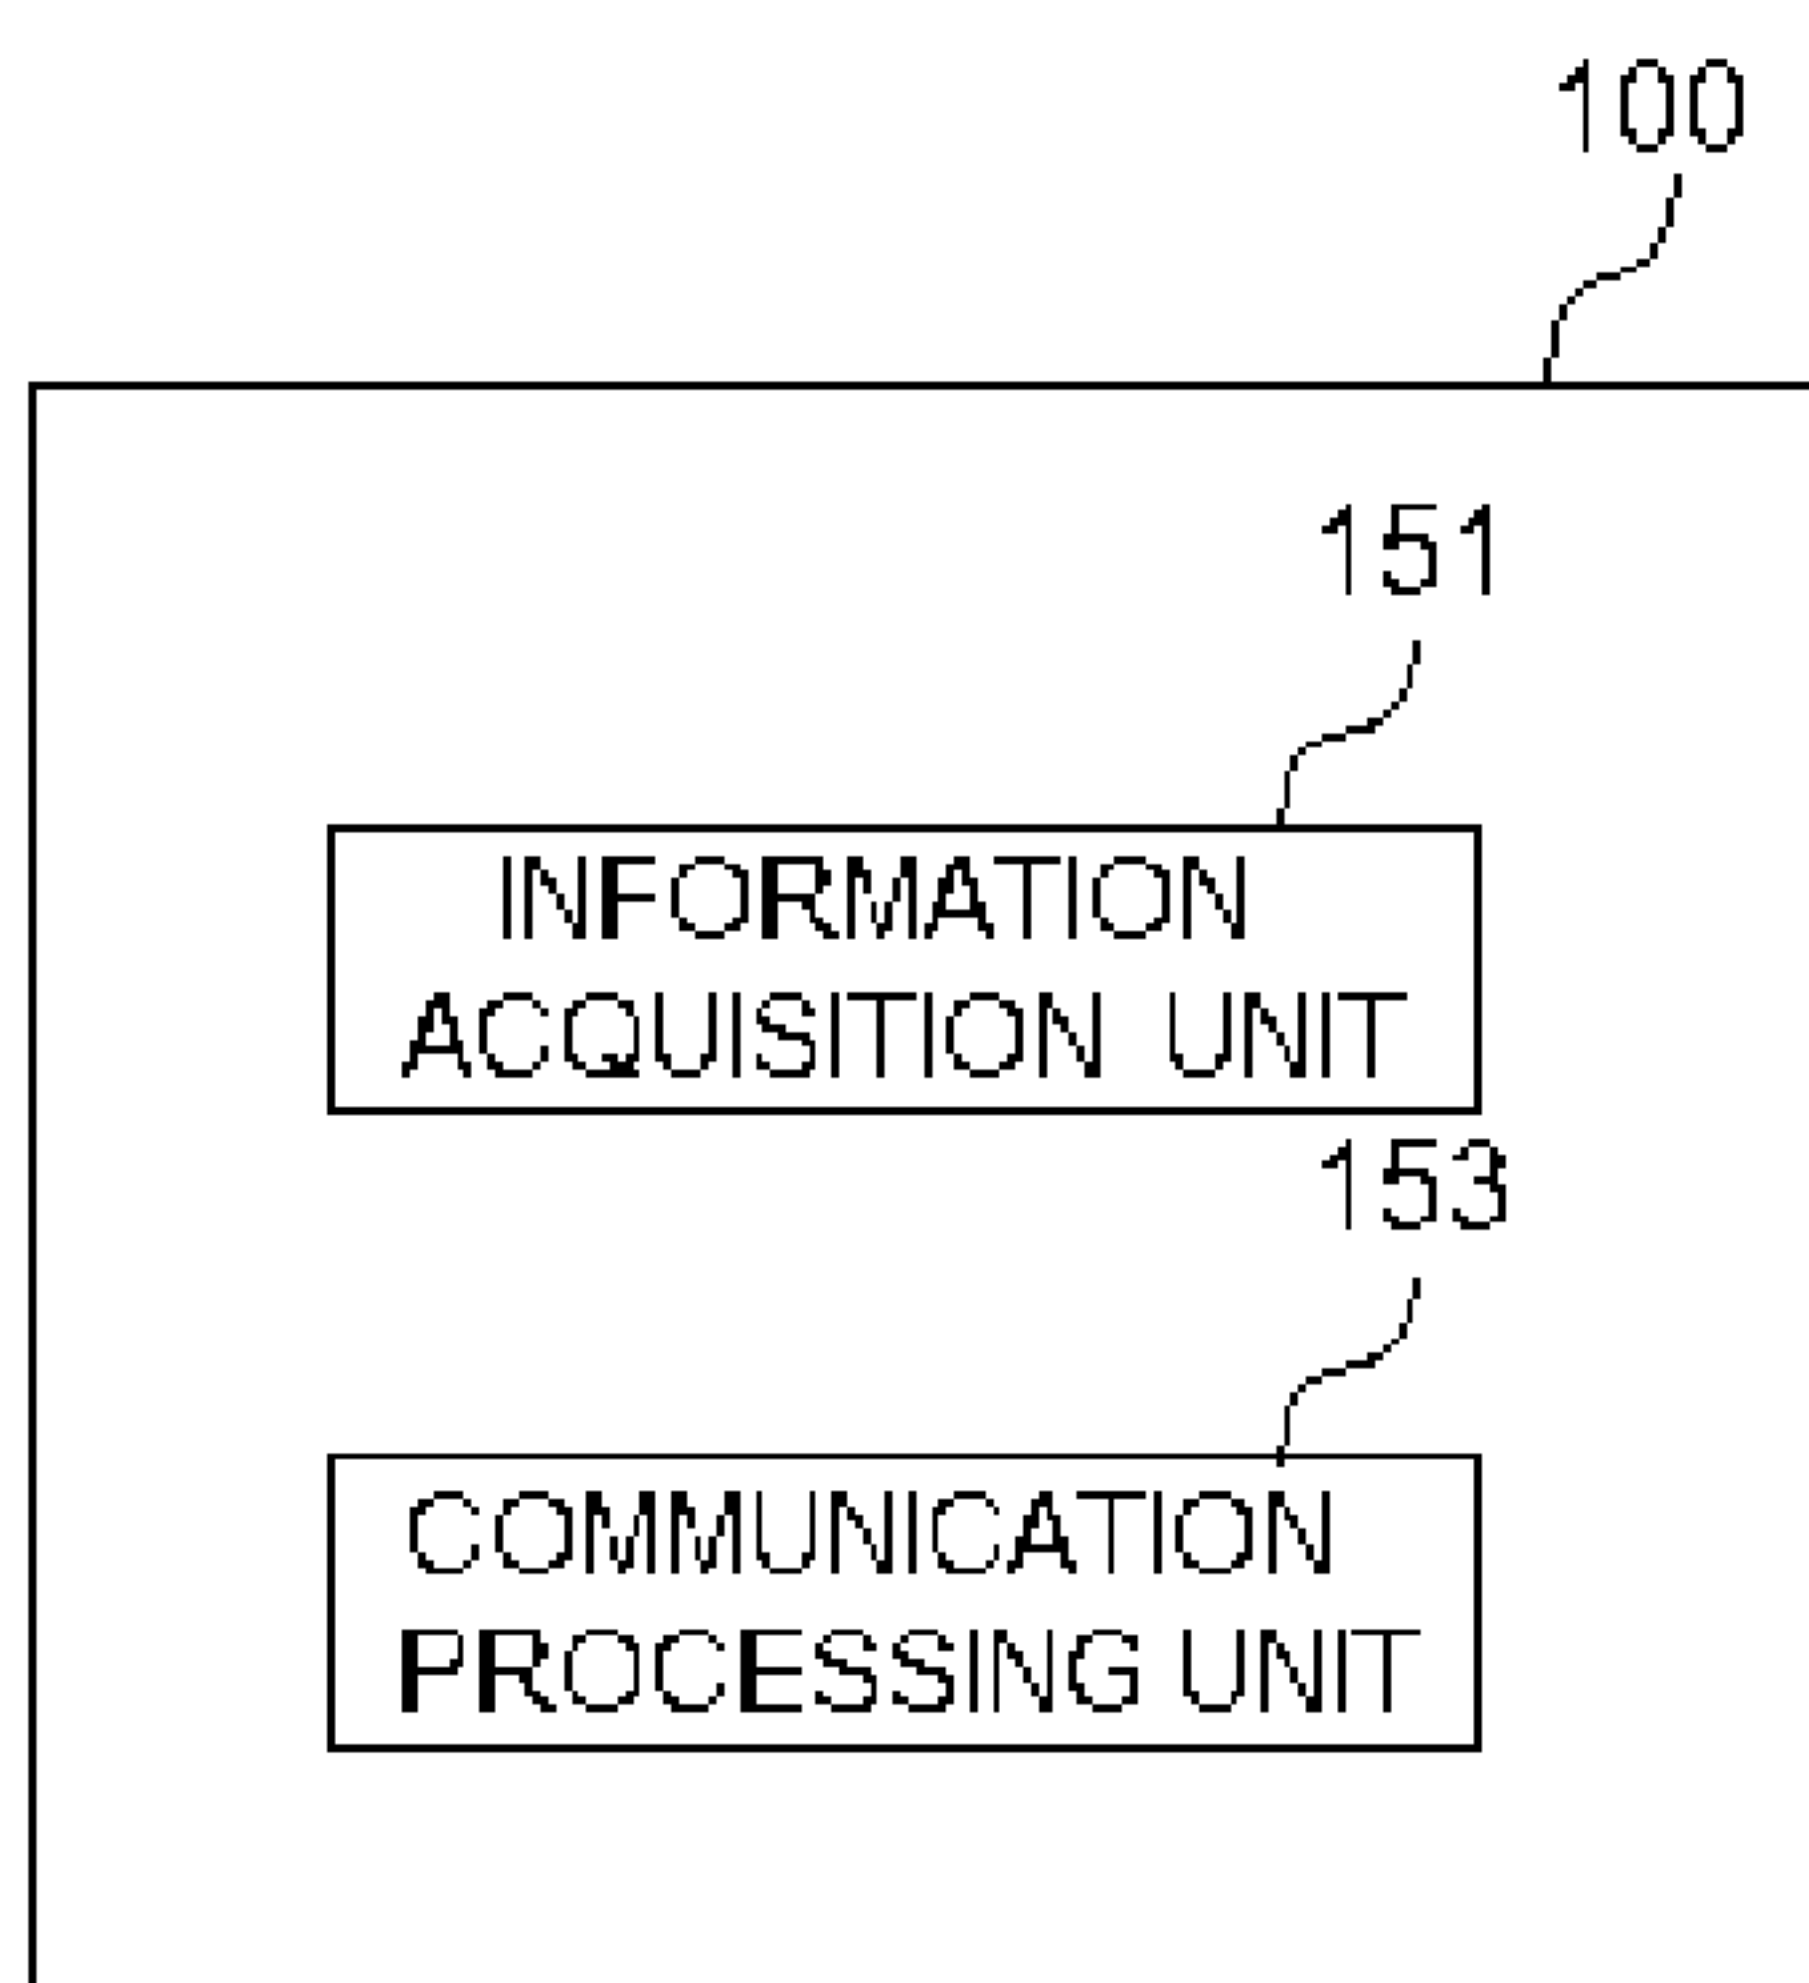 100
151
INFORMATION
ACQUISITION UNIT
153
COMMUNICATION
PROCESSING UNIT